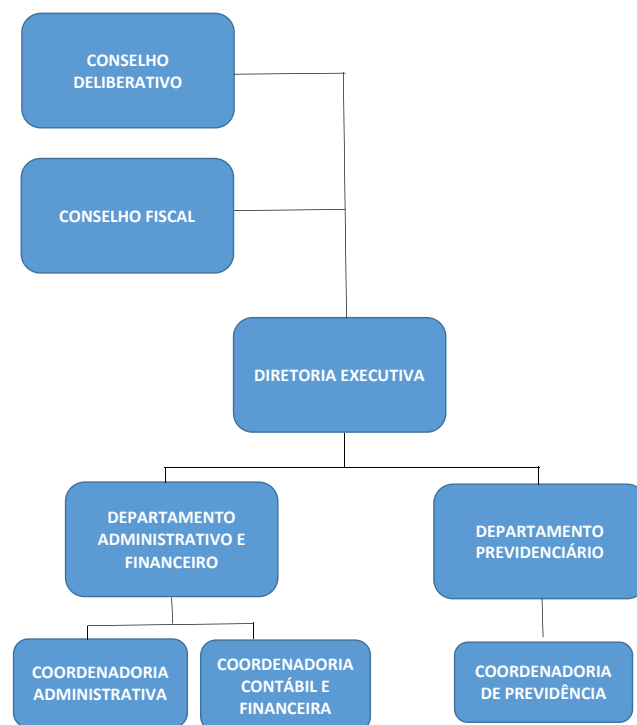 CONSELHO
DELIBERATIVO
CONSELHO FISCAL
DIRETORIA EXECUTIVA
DEPARTAMENTO
ADMINISTRATIVO E
FINANCEIRO
DEPARTAMENTO
PREVIDENCIÁRIO
COORDENADORIA
ADMINISTRATIVA
COORDENADORIA
CONTÁBIL E
FINANCEIRA
COORDENADORIA
DE PREVIDÊNCIA